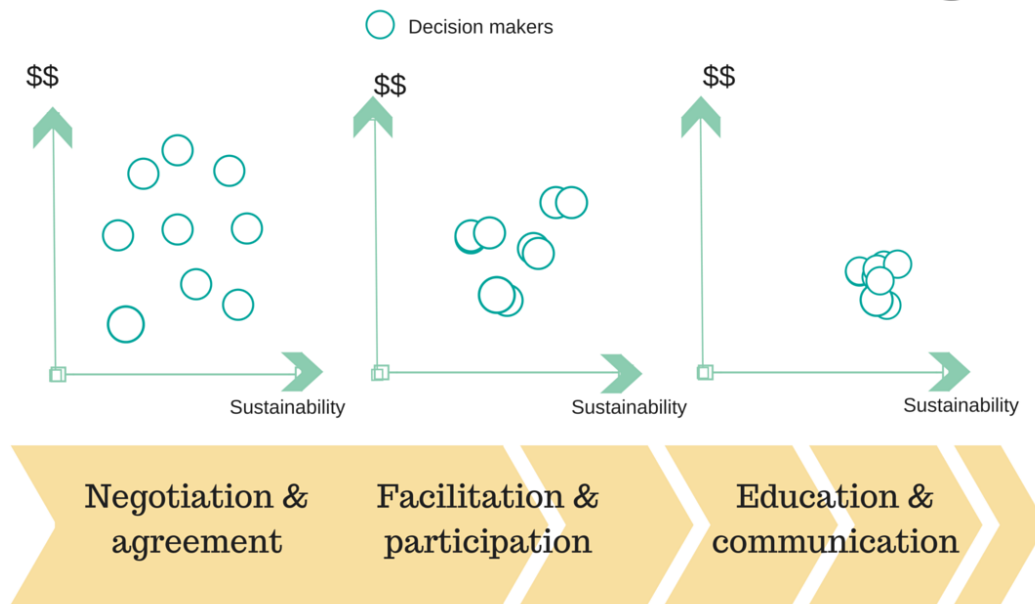 Decision makers
$$
$$
$$
Sustainability
Sustainability
Sustainability
Negotiation &
agreement
Facilitation &
participation
Education &
communication